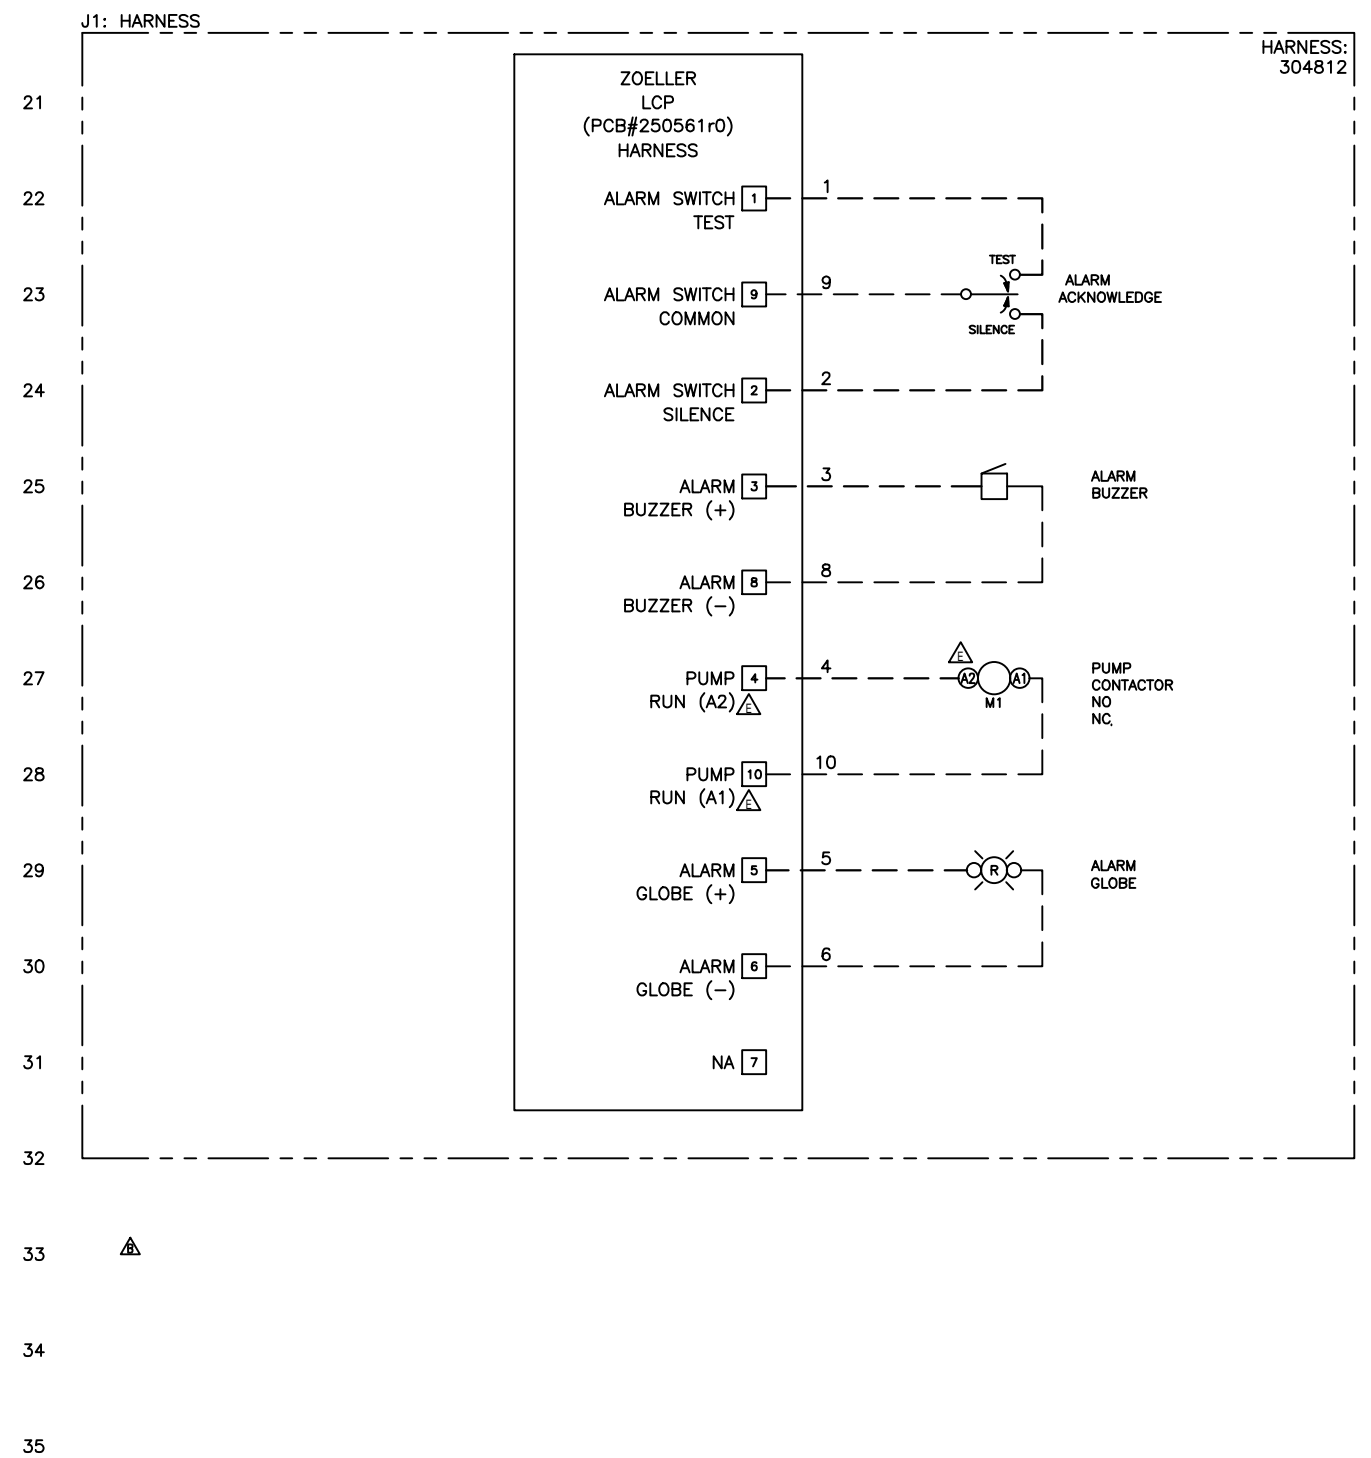 J1: HARNESS
HARNESS:
304812
ZOELLER
21
LCP
(PCB#250561r0)
HARNESS
22
ALARM SWITCH 1
1
TEST
TEST
ALARM
ACKNOWLEDGE
23
ALARM SWITCH 9
9
COMMON
SILENCE
24
ALARM SWITCH 2
2
SILENCE
25
ALARM 3
3
BUZZER (+)
ALARM
BUZZER
26
ALARM 8
8
BUZZER (−)
27
PUMP 4
4
RUN (A2) E
E
A2 A1
M1
PUMP
CONTACTOR
NO
NC.
28
PUMP 10
10
RUN (A1) E
29
ALARM 5
5
GLOBE (+)
R
ALARM
GLOBE
30
ALARM 6
6
GLOBE (−)
31
NA 7
32
33
B
34
35